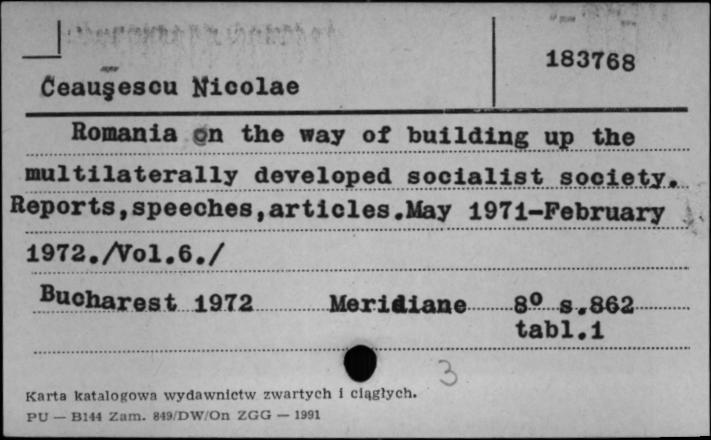 183768
Ceauşescu Nicolae
Romania on the way of building up the
multilaterally developed socialist society.
Reports,speeches,articles.May 1971-February
1972./Vol.6./
Bucharest 1972 Meridiane 8º s.862
tabl.1
3
Karta katalogowa wydawnictw zwartych i ciągłych.
PU — B144 Zam. 849/DW/On ZGG — 1991